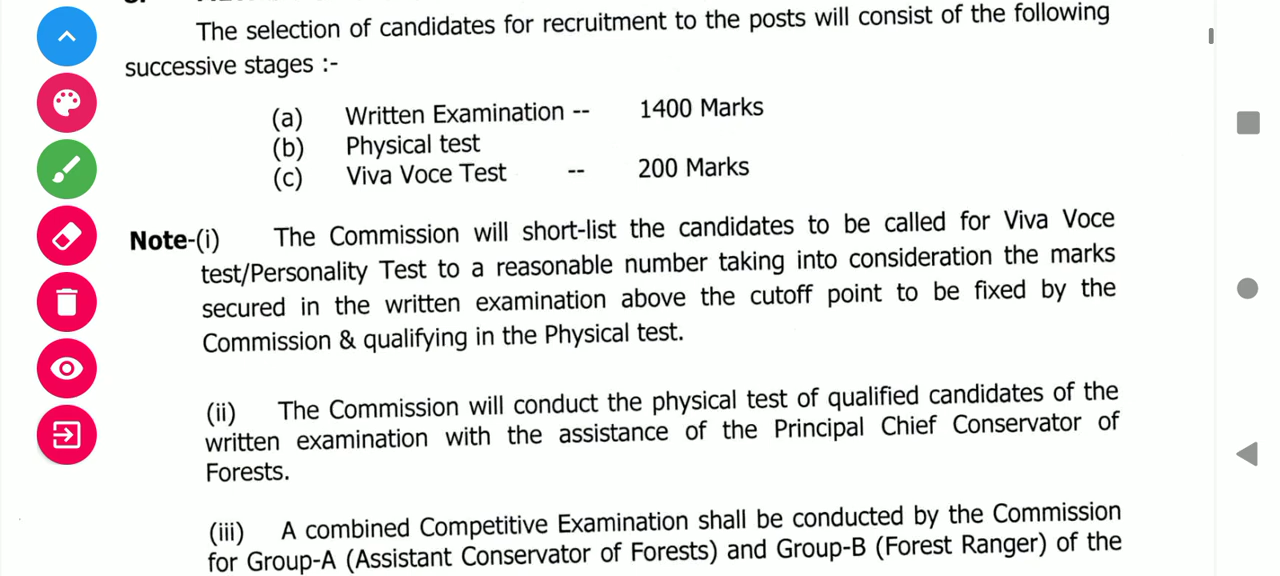 The selection of candidates for recruitment to the posts will consist of the following
successive stages :-
(a) Written Examination -- 1400 Marks
(b) Physical test
(c) Viva Voce Test -- 200 Marks
Note-(i) The Commission will short-list the candidates to be called for Viva Voce
test/Personality Test to a reasonable number taking into consideration the marks
secured in the written examination above the cutoff point to be fixed by the
Commission & qualifying in the Physical test.
(ii) The Commission will conduct the physical test of qualified candidates of the
written examination with the assistance of the Principal Chief Conservator of
Forests.
(iii) A combined Competitive Examination shall be conducted by the Commission
for Group-A (Assistant Conservator of Forests) and Group-B (Forest Ranger) of the